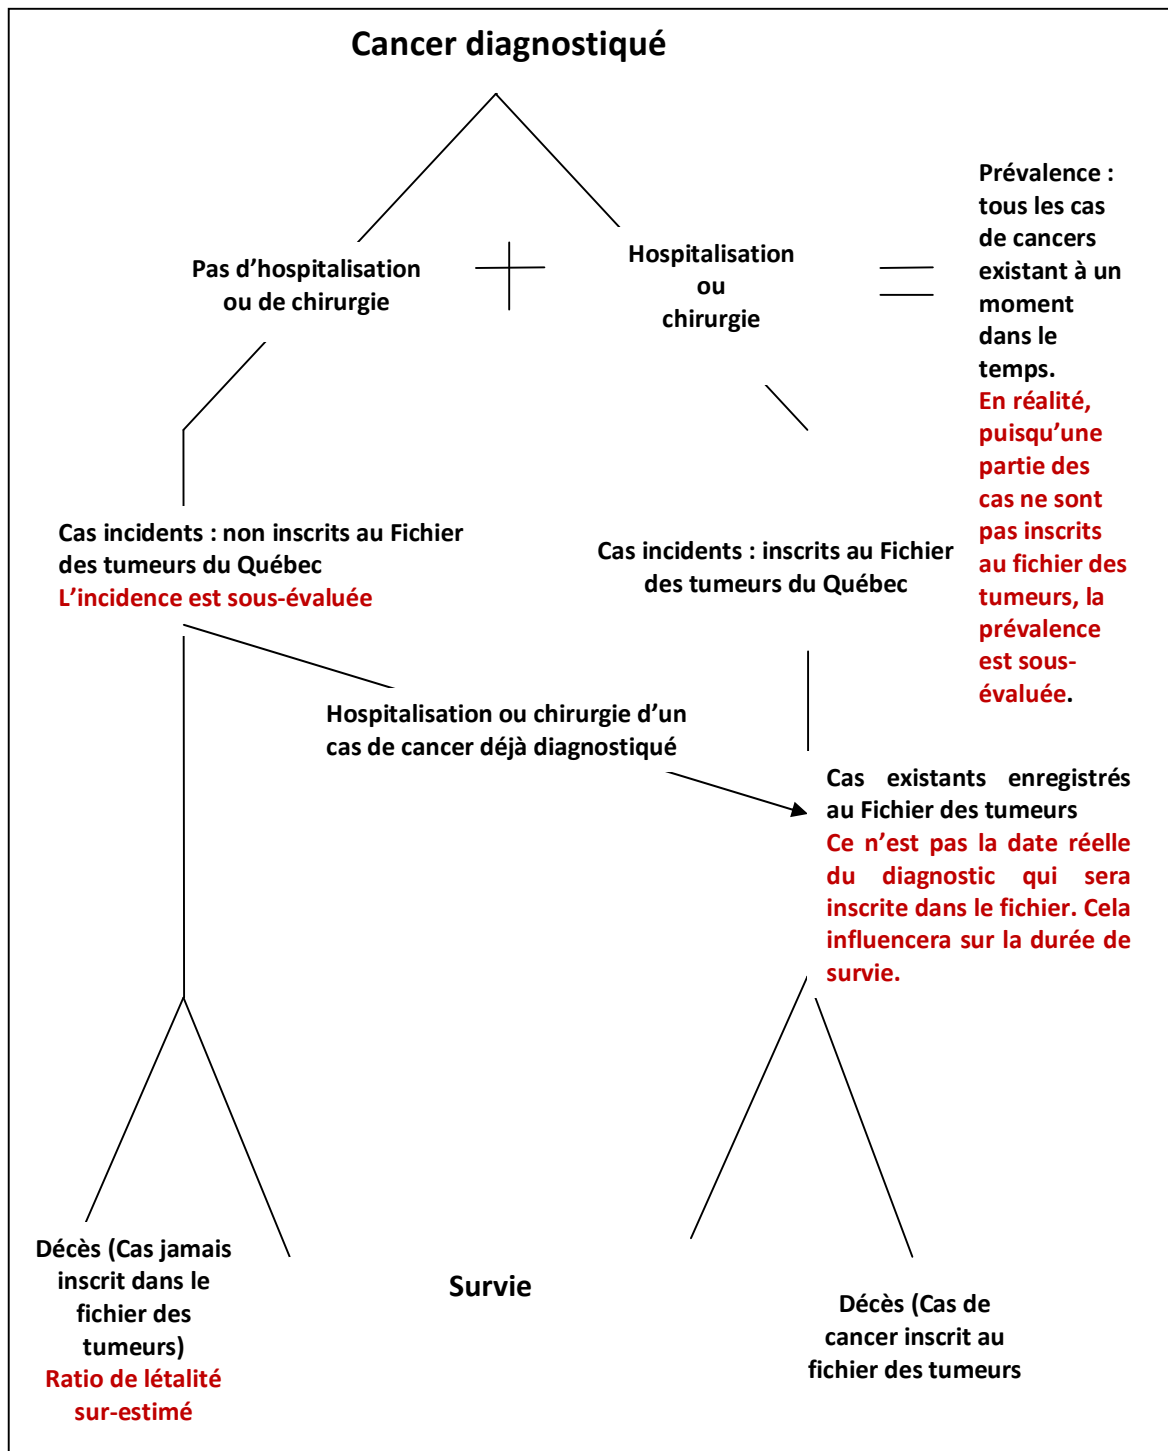 Cancer diagnostiqué
Pas d’hospitalisation
ou de chirurgie
Hospitalisation
ou
chirurgie
Prévalence :
tous les cas
de cancers
existant à un
moment
dans le
temps.
En réalité,
puisqu’une
partie des
cas ne sont
pas inscrits
au fichier des
tumeurs, la
prévalence
est sous-
évaluée.
Cas incidents : non inscrits au Fichier
des tumeurs du Québec
L’incidence est sous-évaluée
Cas incidents : inscrits au Fichier
des tumeurs du Québec
Hospitalisation ou chirurgie d’un
cas de cancer déjà diagnostiqué
Cas existants enregistrés
au Fichier des tumeurs
Ce n’est pas la date réelle
du diagnostic qui sera
inscrite dans le fichier. Cela
influencera sur la durée de
survie.
Décès (Cas jamais
inscrit dans le
fichier des
tumeurs)
Ratio de létalité
sur-estimé
Survie
Décès (Cas de
cancer inscrit au
fichier des tumeurs